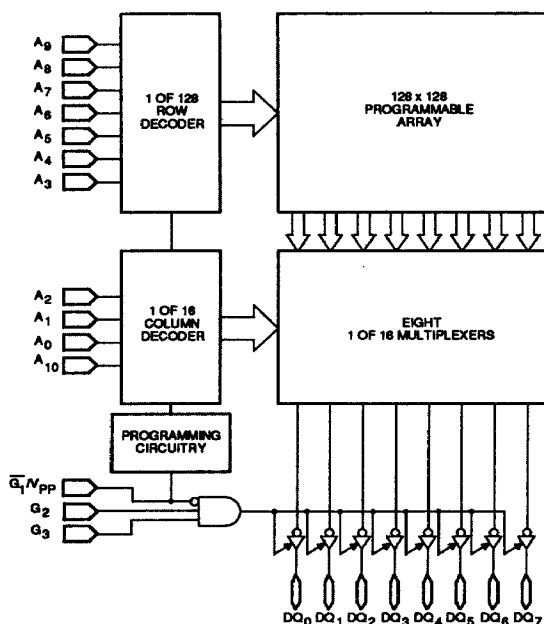 A9
A8
A7
A6
A5
A4
A3
1 OF 128
ROW
DECODER
128 x 128
PROGRAMMABLE
ARRAY
A2
A1
A0
A10
1 OF 16
COLUMN
DECODER
EIGHT
1 OF 16 MULTIPLEXERS
PROGRAMMING
CIRCUITRY
G̅1/VPP
G2
G3
DQ0 DQ1 DQ2 DQ3 DQ4 DQ5 DQ6 DQ7